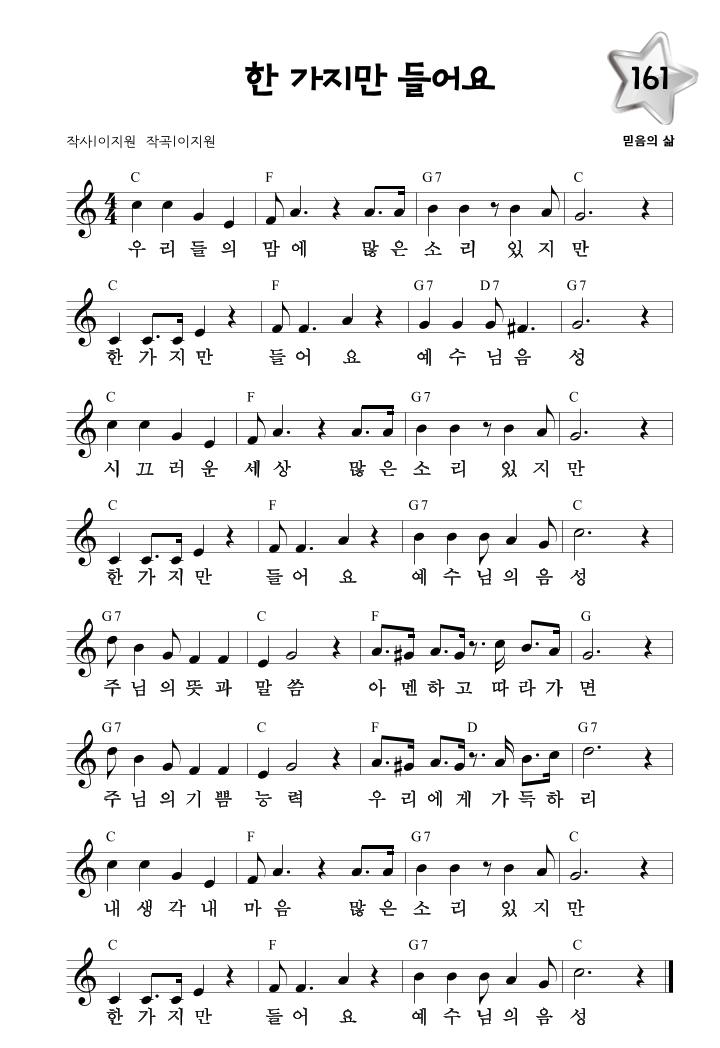 한 가지만 들어요
161
작사|이지원 작곡|이지원
믿음의 삶
C F G7 C
우 리 들 의 맘 에 많 은 소 리 있 지 만
C F G7 D7 G7
한 가 지 만 들 어 요 예 수 님 음 성
C F G7 C
시 끄 러 운 세 상 많 은 소 리 있 지 만
C F G7 C
한 가 지 만 들 어 요 예 수 님 의 음 성
G7 C F G
주 님 의 뜻 과 말 씀 아 멘 하 고 따 라 가 면
G7 C F D G7
주 님 의 기 쁨 능 력 우 리 에 게 가 득 하 리
C F G7 C
내 생 각 내 마 음 많 은 소 리 있 지 만
C F G7 C
한 가 지 만 들 어 요 예 수 님 의 음 성